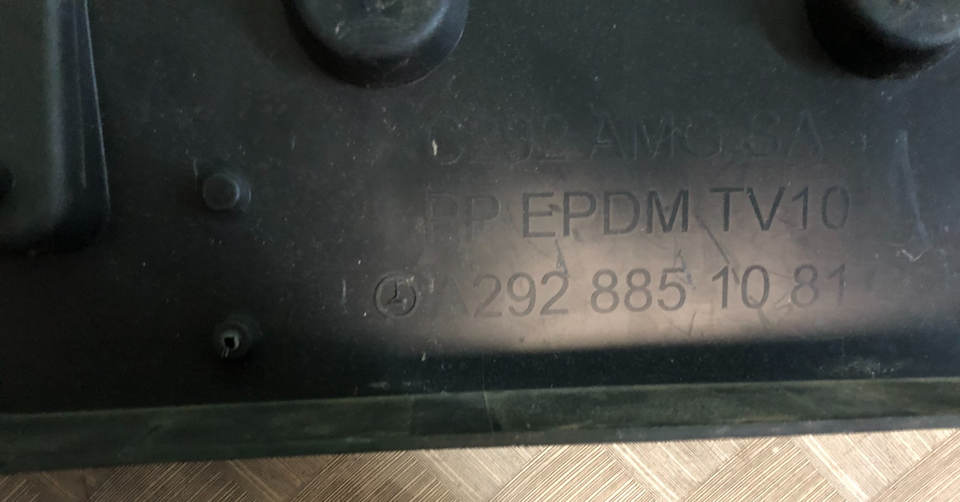 C292 AMG SA
PP EPDM TV10
A292 885 10 81